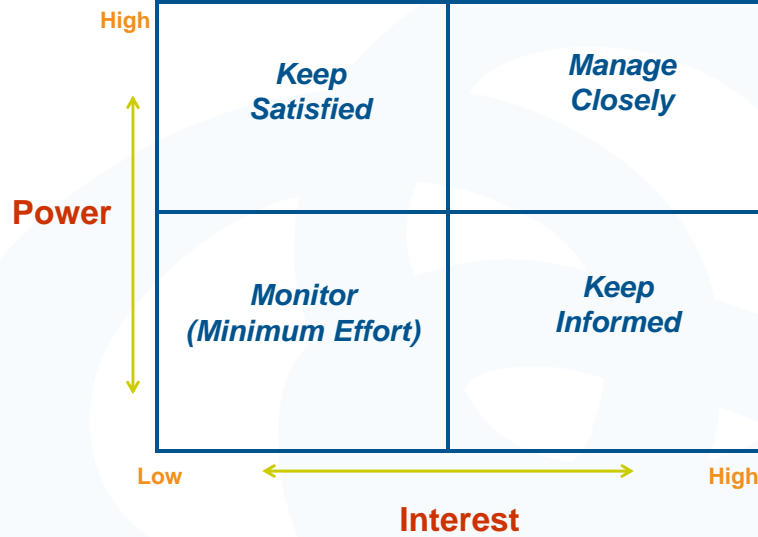 High
Keep
Satisfied
Manage
Closely
Power
Monitor
(Minimum Effort)
Keep
Informed
Low
High
Interest